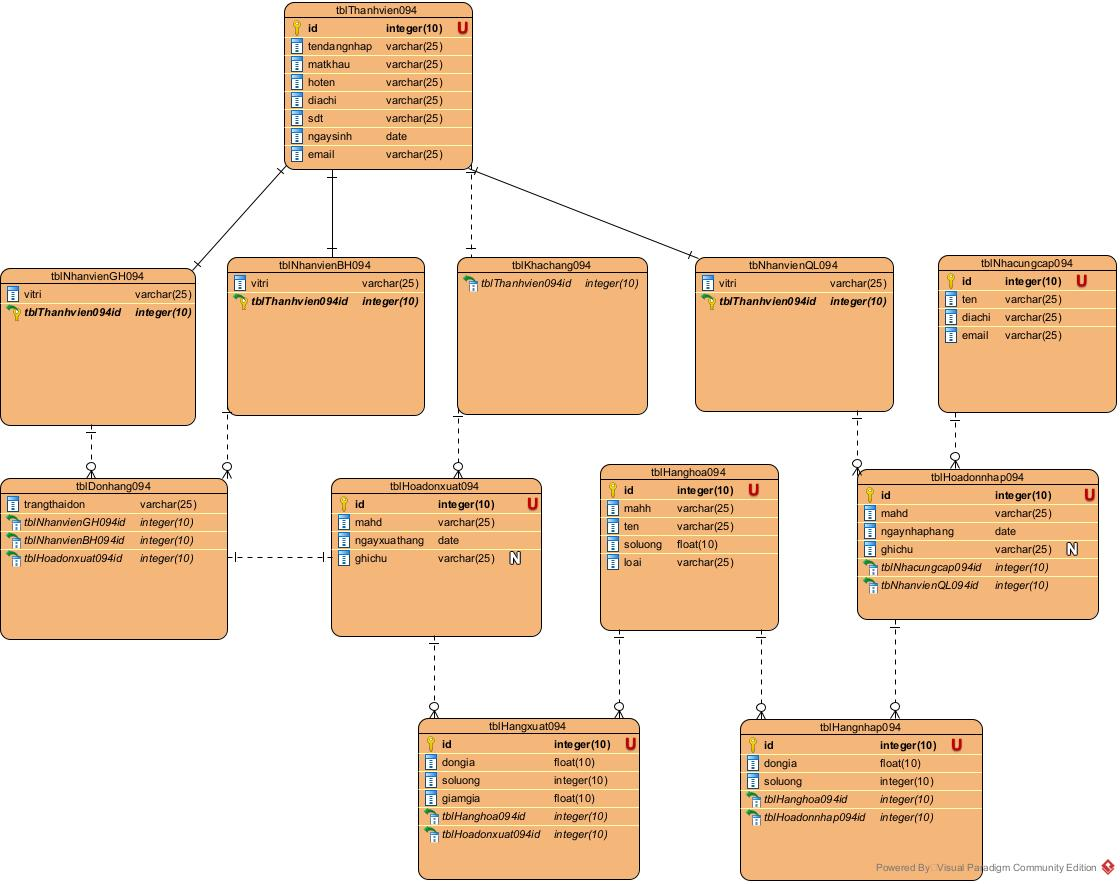 tblThanhvien094
id integer(10) U
tendangnhap varchar(25)
matkhau varchar(25)
hoten varchar(25)
diachi varchar(25)
sdt varchar(25)
ngaysinh date
email varchar(25)
tblNhanvienGH094
vitri varchar(25)
tblThanhvien094id integer(10)
tblNhanvienBH094
vitri varchar(25)
tblThanhvien094id integer(10)
tblKhachang094
tblThanhvien094id integer(10)
tbNhanvienQL094
vitri varchar(25)
tblThanhvien094id integer(10)
tblNhacungcap094
id integer(10) U
ten varchar(25)
diachi varchar(25)
email varchar(25)
tblDonhang094
trangthaidon varchar(25)
tblNhanvienGH094id integer(10)
tblNhanvienBH094id integer(10)
tblHoadonxuat094id integer(10)
tblHoadonxuat094
id integer(10) U
mahd varchar(25)
ngayxuathang date
ghichu varchar(25) N
tblHanghoa094
id integer(10) U
mahh varchar(25)
ten varchar(25)
soluong float(10)
loai varchar(25)
tblHoadonnhap094
id integer(10) U
mahd varchar(25)
ngaynhaphang date
ghichu varchar(25) N
tblNhacungcap094id integer(10)
tbNhanvienQL094id integer(10)
tblHangxuat094
id integer(10) U
dongia float(10)
soluong integer(10)
giamgia float(10)
tblHanghoa094id integer(10)
tblHoadonxuat094id integer(10)
tblHangnhap094
id integer(10) U
dongia float(10)
soluong integer(10)
tblHanghoa094id integer(10)
tblHoadonnhap094id integer(10)
Powered By Visual Paradigm Community Edition